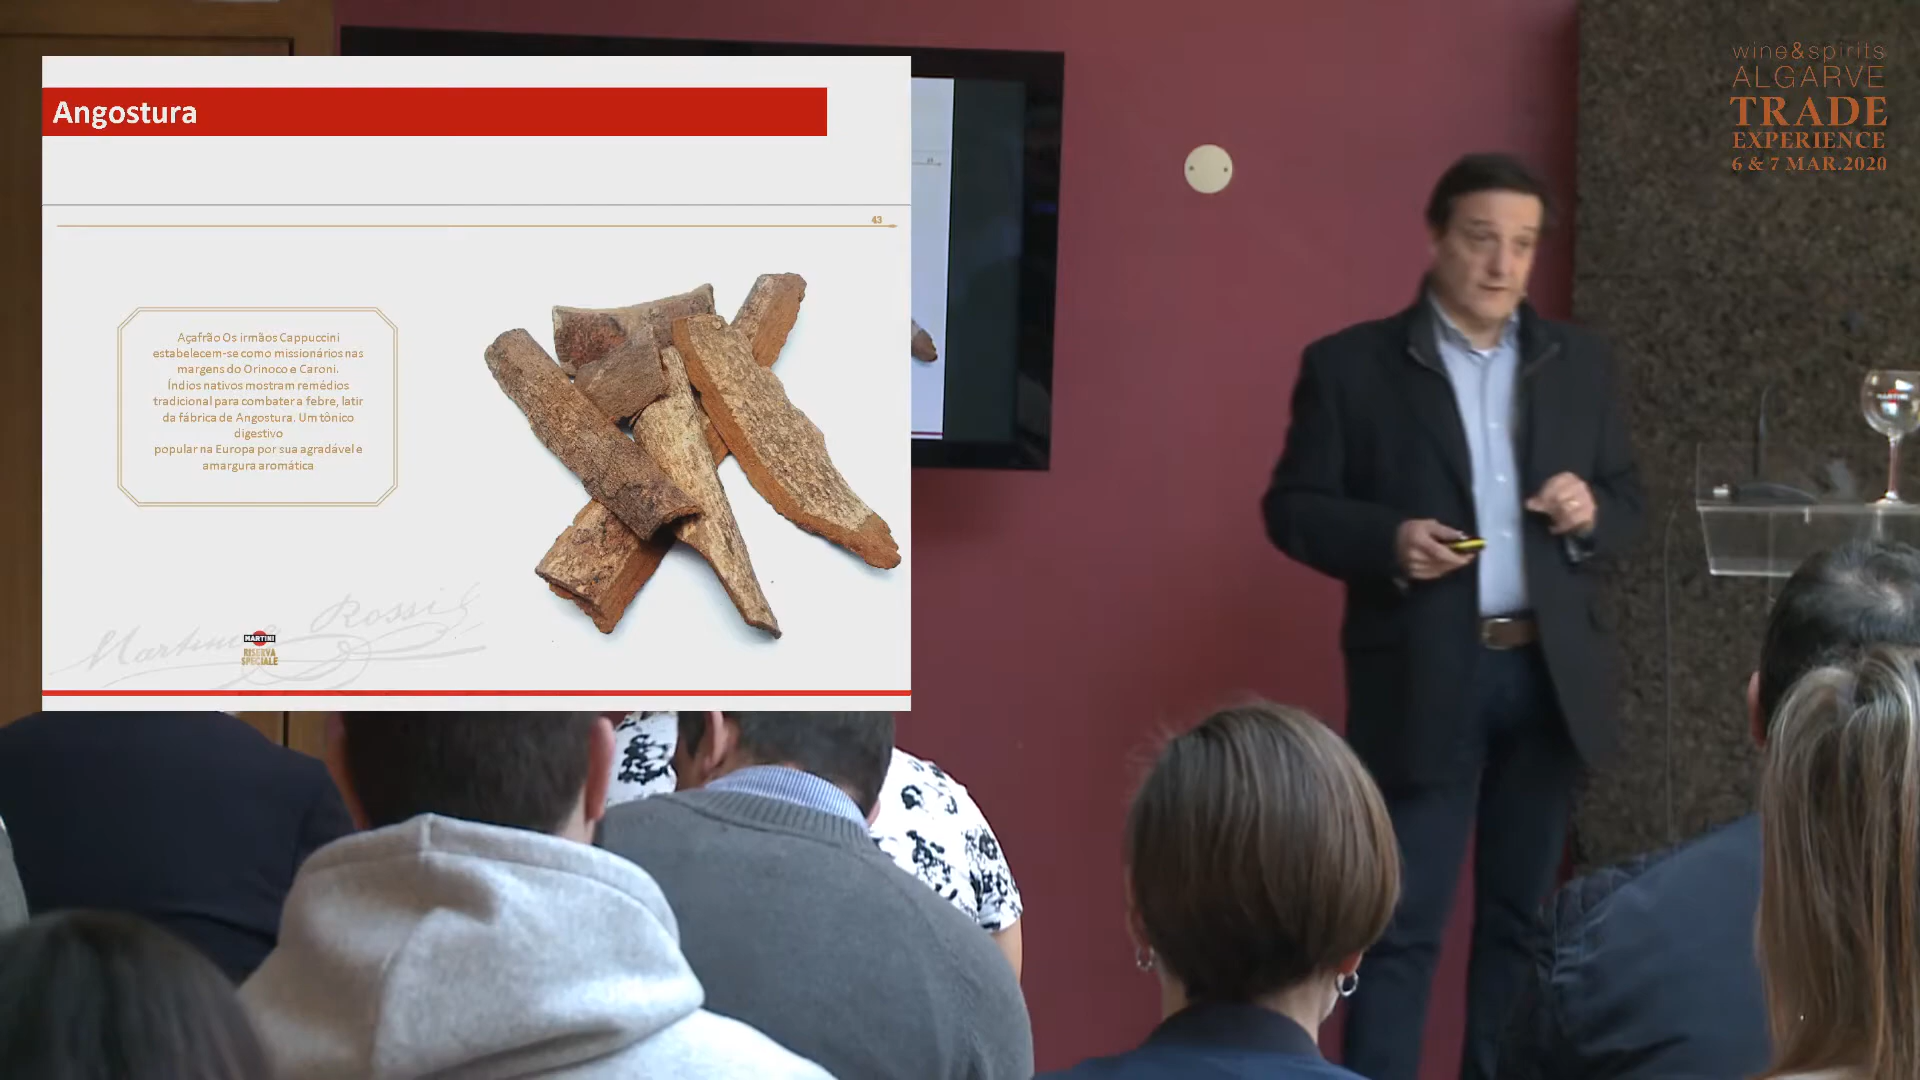 Angostura
43
Açafrão Os irmãos Cappuccini
estabelecem-se como missionários nas
margens do Orinoco e Caroni.
Índios nativos mostram remédios
tradicional para combater a febre, latir
da fábrica de Angostura. Um tônico
digestivo
popular na Europa por sua agradável e
amargura aromática
Martini Rossi
MARTINI
RISERVA
SPECIALE
wine&spirits
ALGARVE
TRADE
EXPERIENCE
6 & 7 MAR.2020
MARTINI